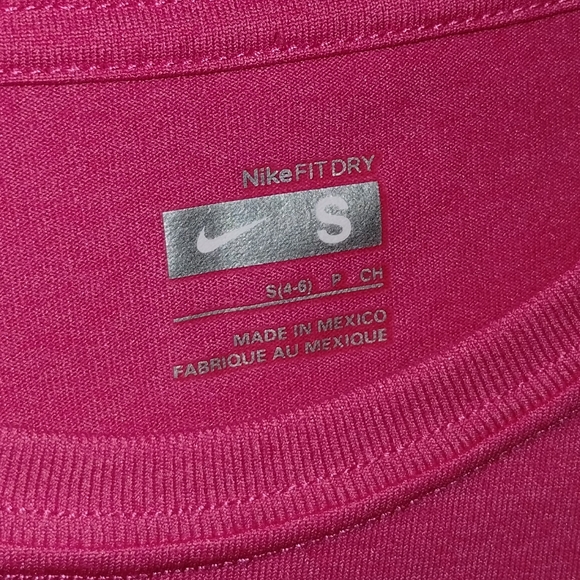 NikeFIT DRY
S
S(4-6) P CH
MADE IN MEXICO
FABRIQUE AU MEXIQUE